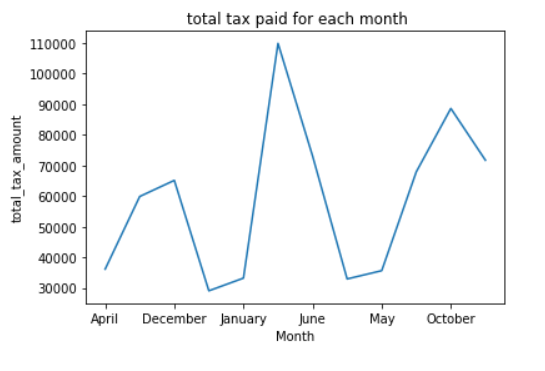 total tax paid for each month
110000
100000
90000
80000
70000
60000
50000
40000
30000
total_tax_amount
April December January June May October
Month